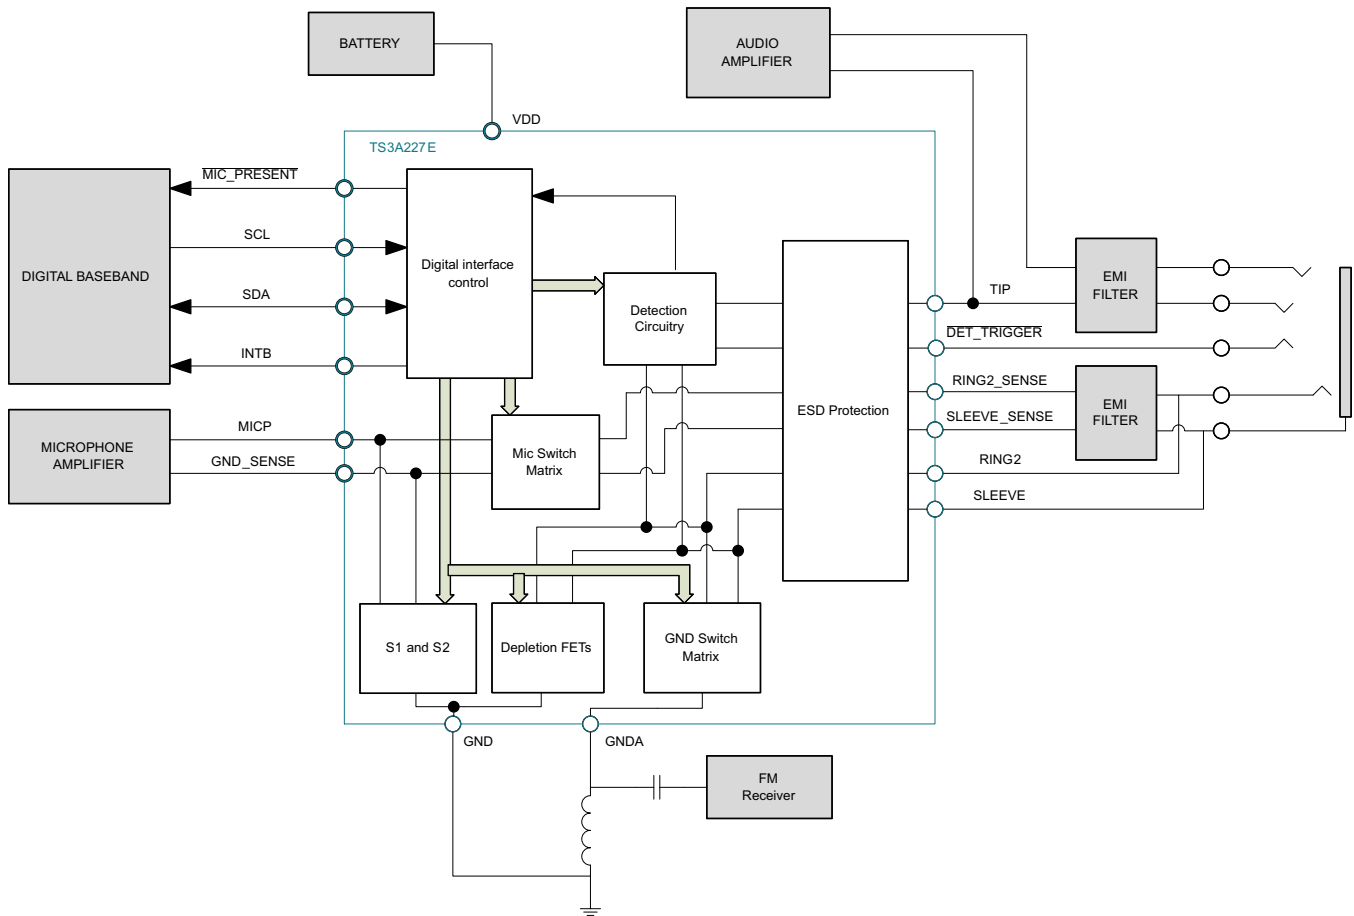 BATTERY
AUDIO
AMPLIFIER
VDD
TS3A227E
MIC_PRESENT
SCL
DIGITAL BASEBAND
SDA
INTB
Digital interface
control
Detection
Circuitry
TIP
EMI
FILTER
DET_TRIGGER
RING2_SENSE
SLEEVE_SENSE
EMI
FILTER
ESD Protection
MICP
MICROPHONE
AMPLIFIER
GND_SENSE
Mic Switch
Matrix
RING2
SLEEVE
S1 and S2
Depletion FETs
GND Switch
Matrix
GND
GNDA
FM
Receiver